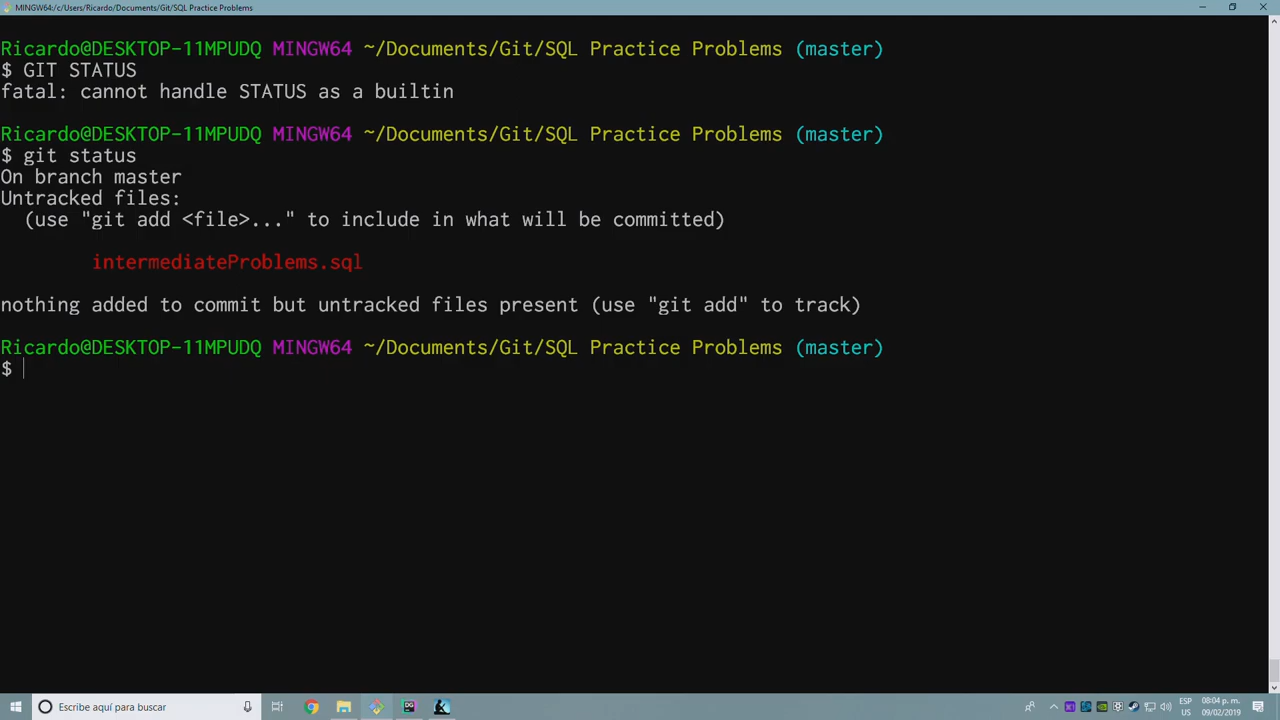 MINGW64:/c/Users/Ricardo/Documents/Git/SQL Practice Problems
Ricardo@DESKTOP-11MPUDQ MINGW64 ~/Documents/Git/SQL Practice Problems (master)
$ GIT STATUS
fatal: cannot handle STATUS as a builtin
Ricardo@DESKTOP-11MPUDQ MINGW64 ~/Documents/Git/SQL Practice Problems (master)
$ git status
On branch master
Untracked files:
(use "git add <file>..." to include in what will be committed)
intermediateProblems.sql
nothing added to commit but untracked files present (use "git add" to track)
Ricardo@DESKTOP-11MPUDQ MINGW64 ~/Documents/Git/SQL Practice Problems (master)
$
Escribe aquí para buscar
ESP 08:04 p. m.
US 09/02/2019